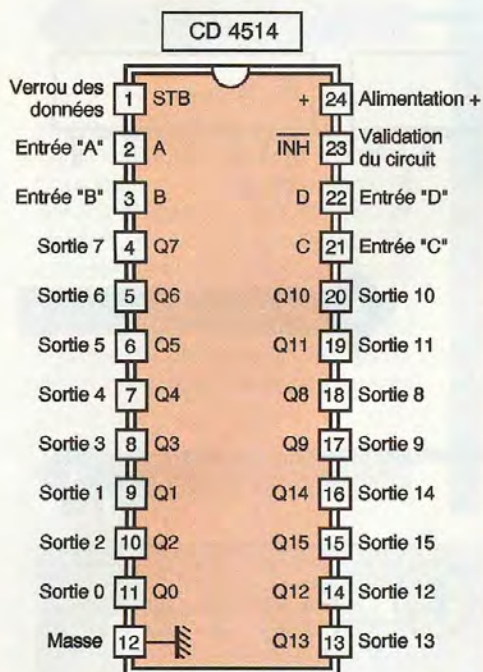 CD 4514
Verrou des
données 1 STB + 24 Alimentation +
Entrée "A" 2 A INH 23 Validation
du circuit
Entrée "B" 3 B D 22 Entrée "D"
Sortie 7 4 Q7 C 21 Entrée "C"
Sortie 6 5 Q6 Q10 20 Sortie 10
Sortie 5 6 Q5 Q11 19 Sortie 11
Sortie 4 7 Q4 Q8 18 Sortie 8
Sortie 3 8 Q3 Q9 17 Sortie 9
Sortie 1 9 Q1 Q14 16 Sortie 14
Sortie 2 10 Q2 Q15 15 Sortie 15
Sortie 0 11 Q0 Q12 14 Sortie 12
Masse 12 Q13 13 Sortie 13